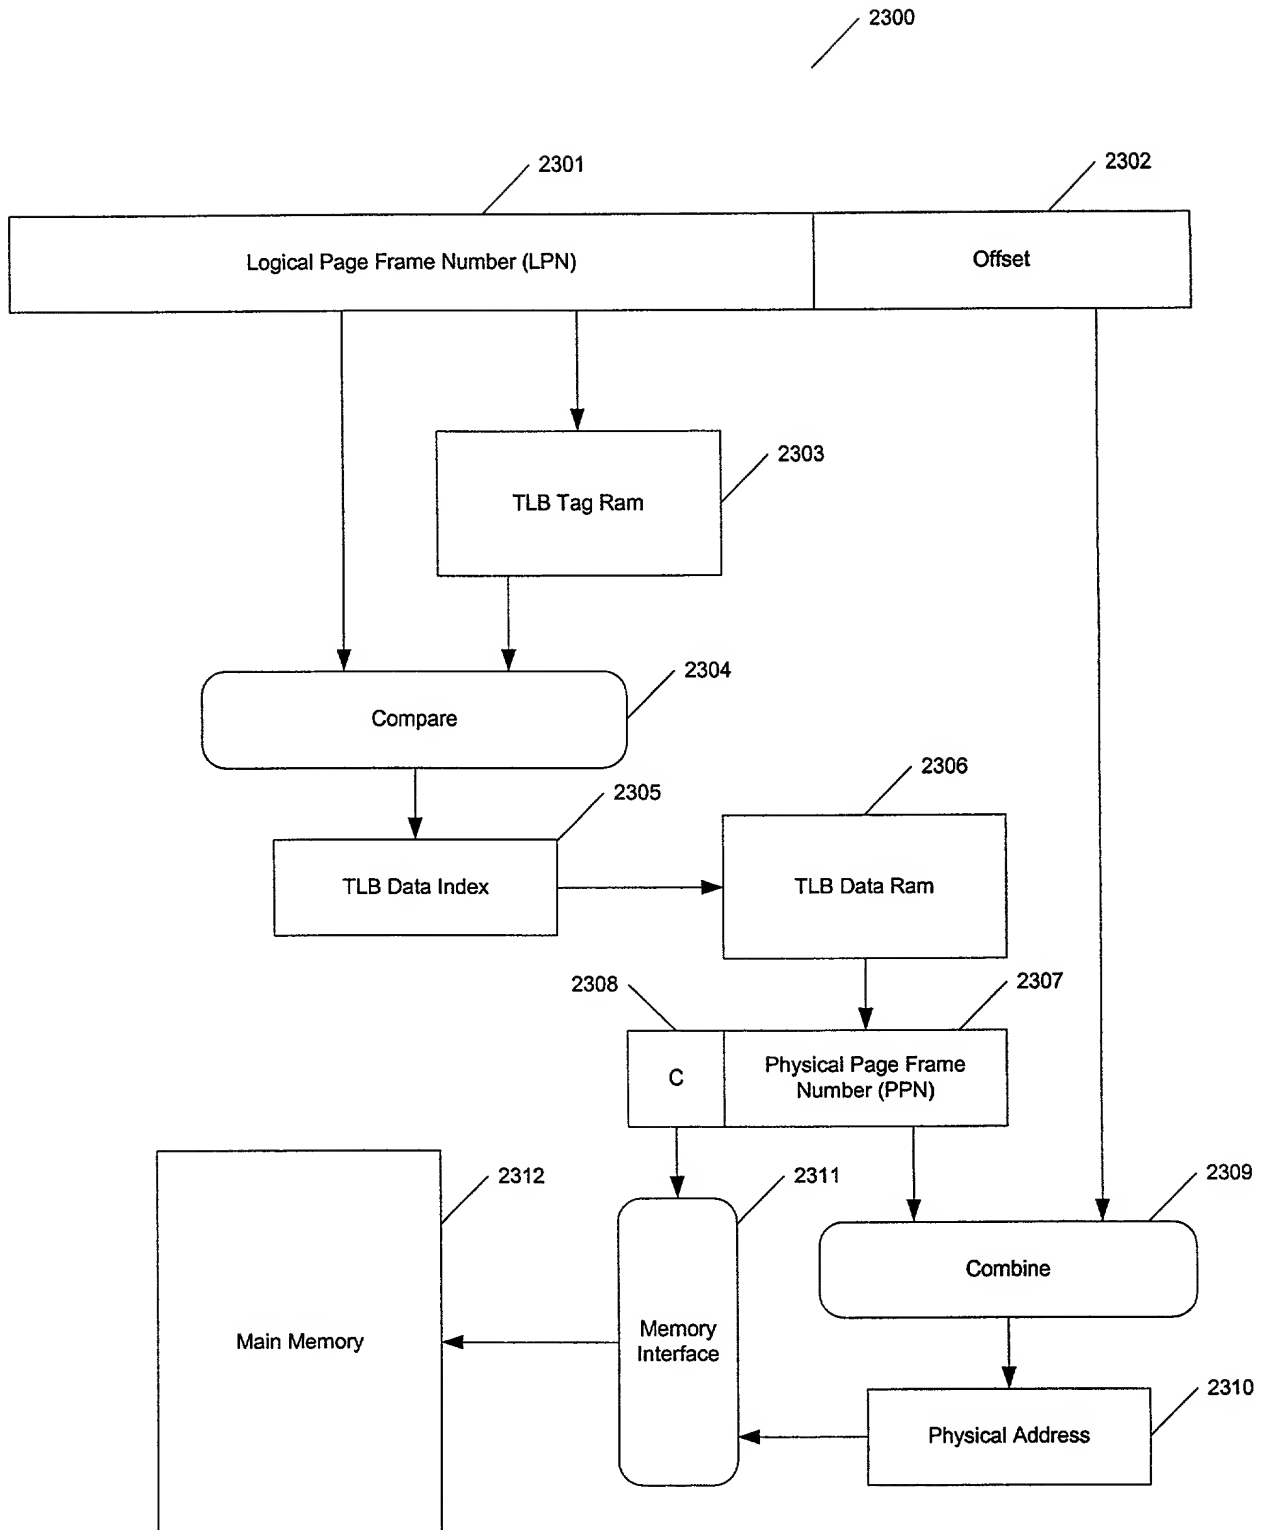 2300
2301
2302
Logical Page Frame Number (LPN)
Offset
2303
TLB Tag Ram
2304
Compare
2306
2305
TLB Data Ram
TLB Data Index
2308
2307
C
Physical Page Frame
Number (PPN)
2312
2311
2309
Combine
Main Memory
Memory
Interface
2310
Physical Address